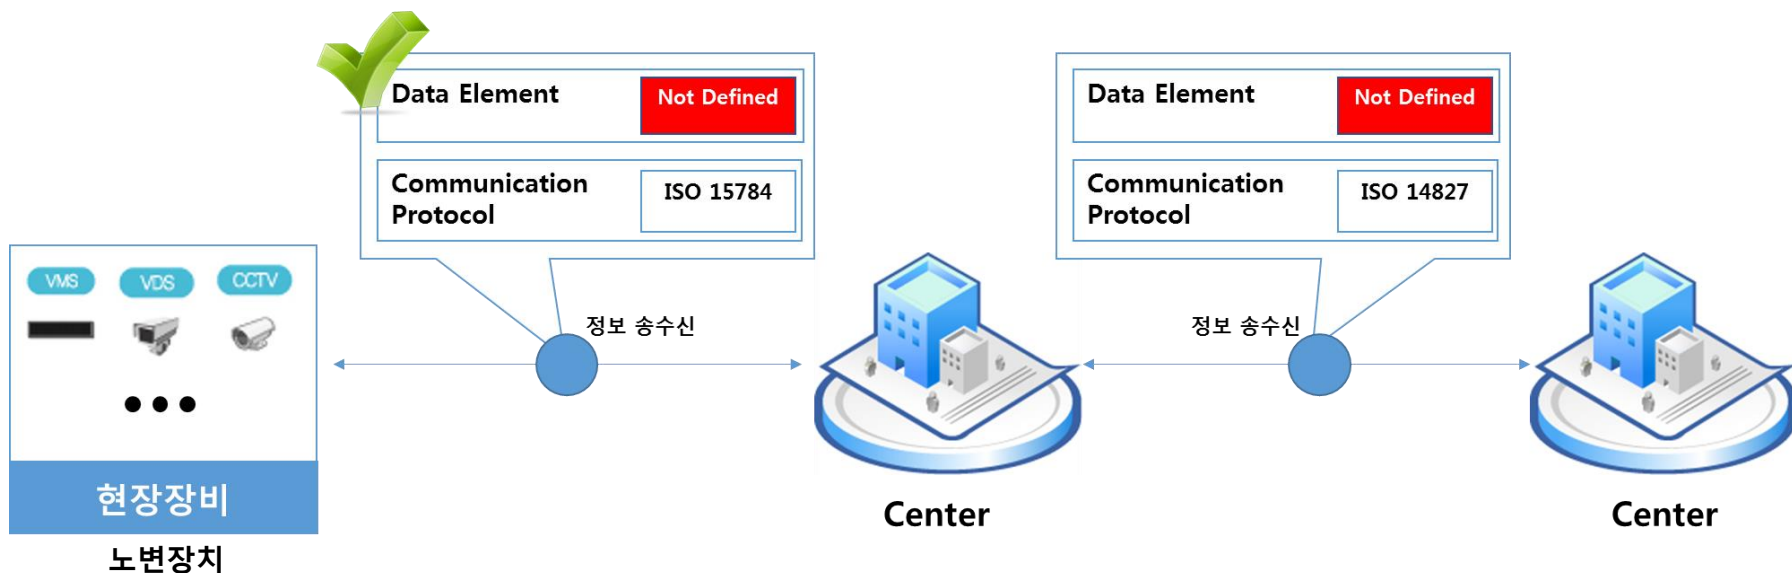 Data Element
Not Defined
Communication
Protocol
ISO 15784
Data Element
Not Defined
Communication
Protocol
ISO 14827
VMS
VDS
CCTV
정보 송수신
정보 송수신
현장장비
노변장치
Center
Center